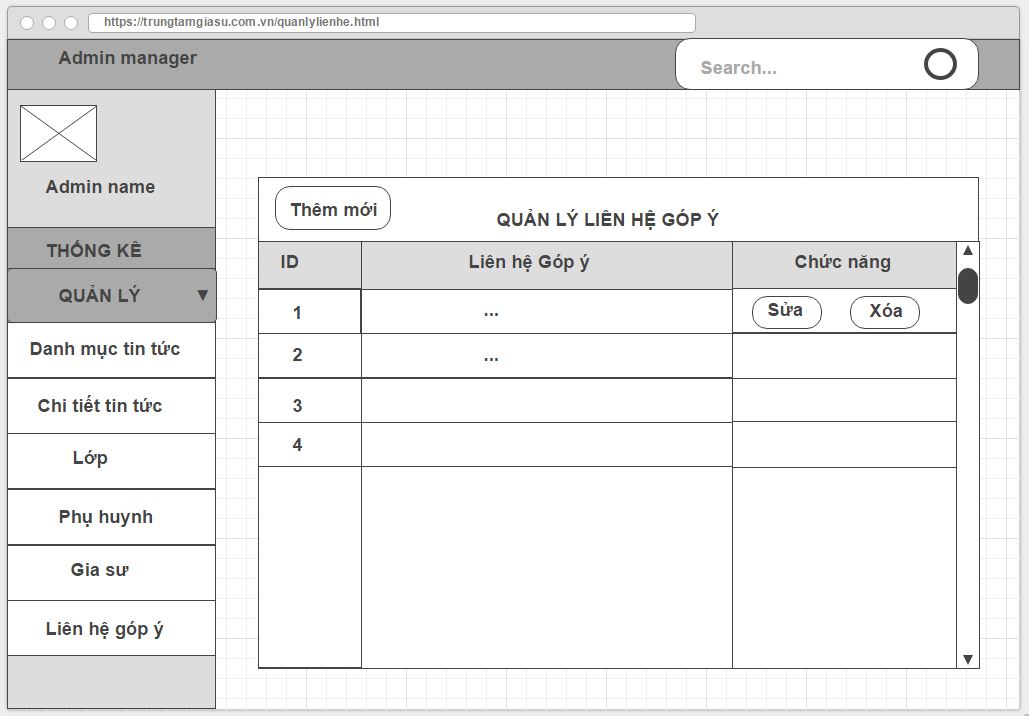 https://trungtamgiasu.com.vn/quanlylienhe.html
Admin manager
Search...
Admin name
THỐNG KÊ
QUẢN LÝ ▼
Danh mục tin tức
Chi tiết tin tức
Lớp
Phụ huynh
Gia sư
Liên hệ góp ý
Thêm mới
QUẢN LÝ LIÊN HỆ GÓP Ý
ID Liên hệ Góp ý Chức năng
1 ... Sửa Xóa
2 ...
3
4